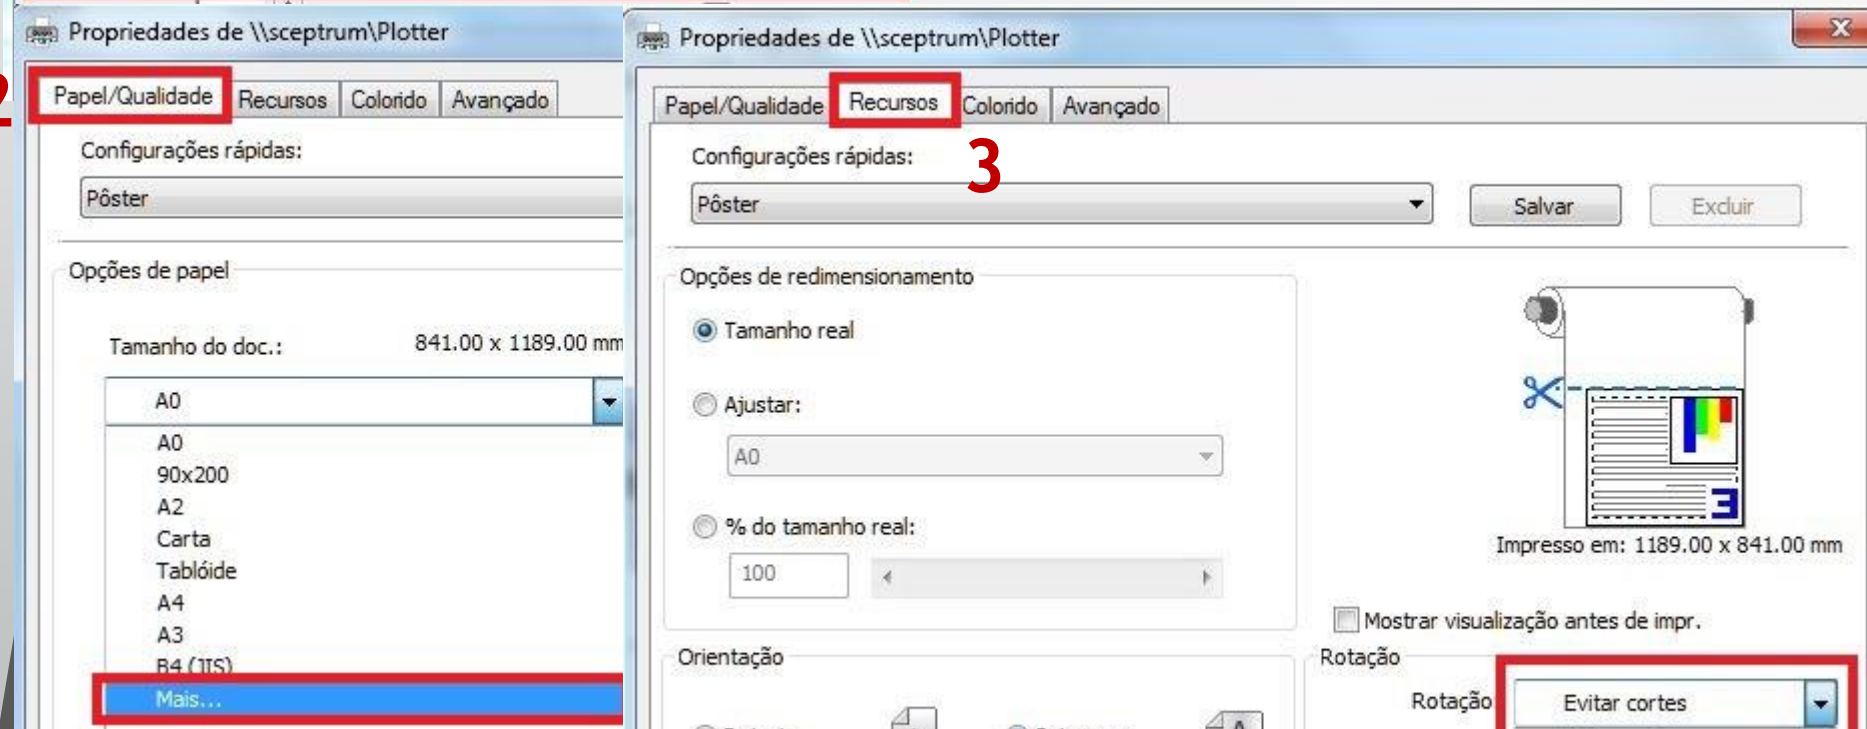 Propriedades de \\sceptrum\Plotter
2
Papel/Qualidade Recursos Colorido Avançado
Configurações rápidas:
Pôster
Opções de papel
Tamanho do doc.: 841.00 x 1189.00 mm
A0
A0
90x200
A2
Carta
Tablóide
A4
A3
B4 (JIS)
Mais...
Propriedades de \\sceptrum\Plotter
Papel/Qualidade Recursos Colorido Avançado
3
Configurações rápidas:
Pôster Salvar Excluir
Opções de redimensionamento
Tamanho real
Ajustar:
A0
% do tamanho real:
100
3
Impresso em: 1189.00 x 841.00 mm
Mostrar visualização antes de impr.
Orientação
A
Rotação
Rotação Evitar cortes